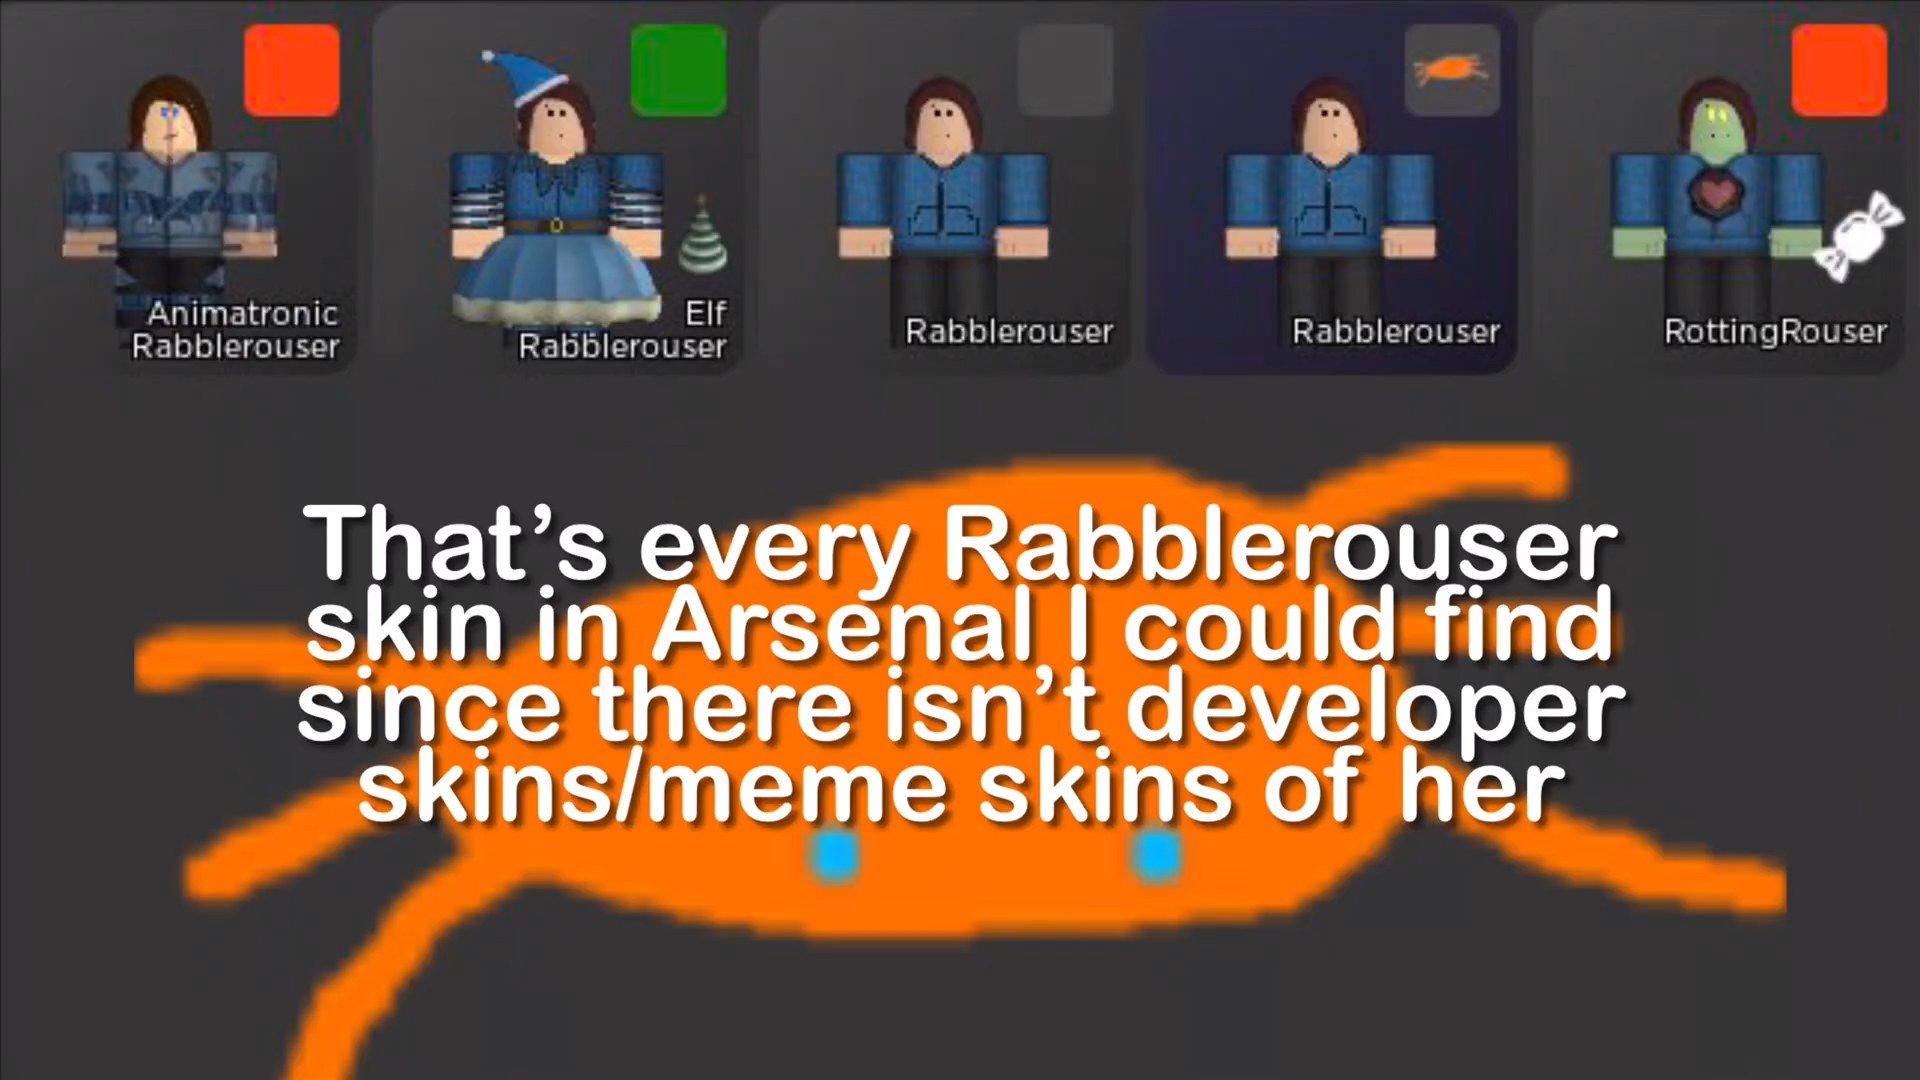 Animatronic
Rabblerouser
Elf
Rabblerouser
Rabblerouser
Rabblerouser
RottingRouser
That’s every Rabblerouser
skin in Arsenal I could find
since there isn’t developer
skins/meme skins of her